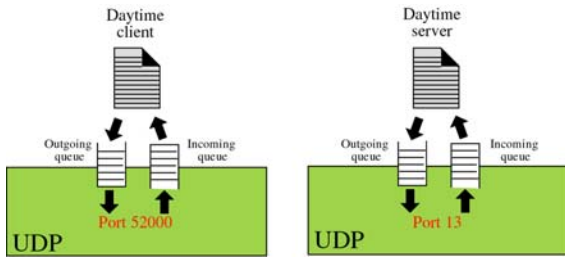 Daytime
client
Outgoing
queue
Incoming
queue
Port 52000
UDP
Daytime
server
Outgoing
queue
Incoming
queue
Port 13
UDP